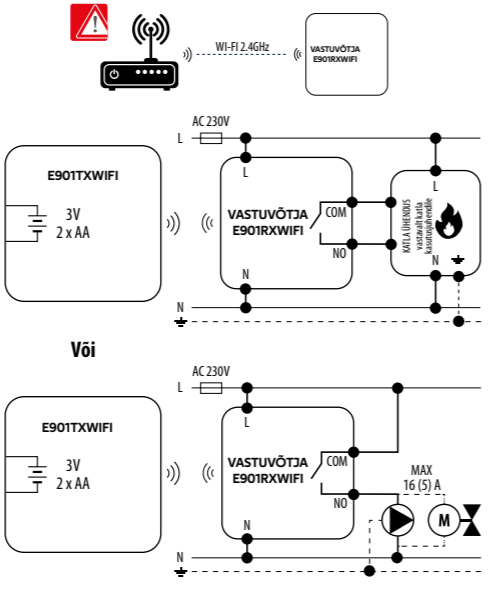 WI-FI 2.4GHz
VASTUVÕTJA
E901RXWIFI
AC 230V
L
E901TXWIFI
3V
2 x AA
L
VASTUVÕTJA
E901RXWIFI
COM
NO
N
L
KATLA ÜHENDUS
vastavalt katla
kasutusjuhendile
N
N
Või
AC 230V
L
E901TXWIFI
3V
2 x AA
L
VASTUVÕTJA
E901RXWIFI
COM
NO
N
MAX
16 (5) A
M
N